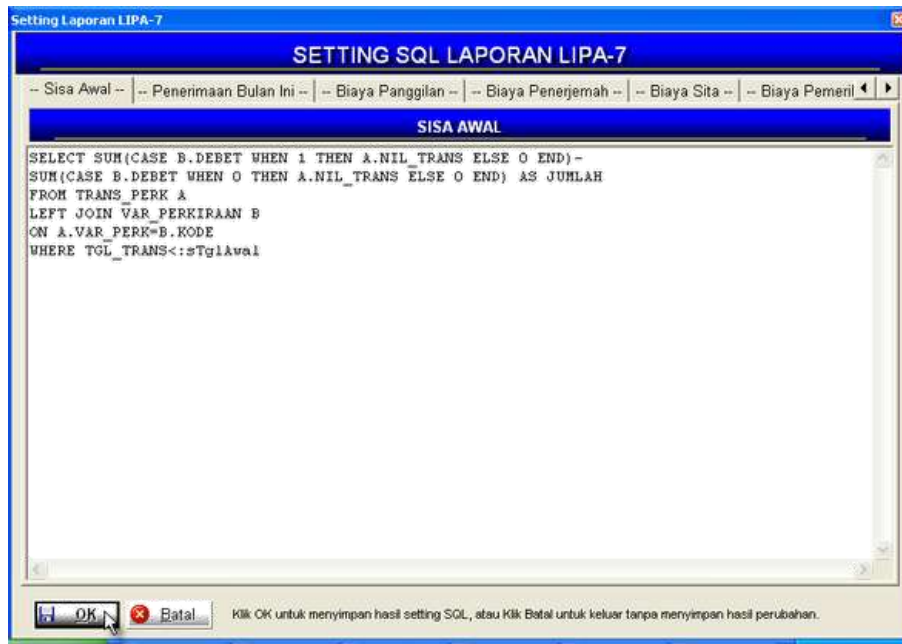 Setting Laporan LIPA-7
SETTING SQL LAPORAN LIPA-7
-- Sisa Awal -- -- Penerimaan Bulan Ini -- -- Biaya Panggilan -- -- Biaya Penerjemah -- -- Biaya Sita -- -- Biaya Pemeril
SISA AWAL
SELECT SUM(CASE B.DEBET WHEN 1 THEN A.NIL_TRANS ELSE 0 END)-
SUM(CASE B.DEBET WHEN 0 THEN A.NIL_TRANS ELSE 0 END) AS JUMLAH
FROM TRANS_PERK A
LEFT JOIN VAR_PERKIRAAN B
ON A.VAR_PERK=B.KODE
WHERE TGL_TRANS<:sTglAwal
OK Batal Klik OK untuk menyimpan hasil setting SQL, atau Klik Batal untuk keluar tanpa menyimpan hasil perubahan.